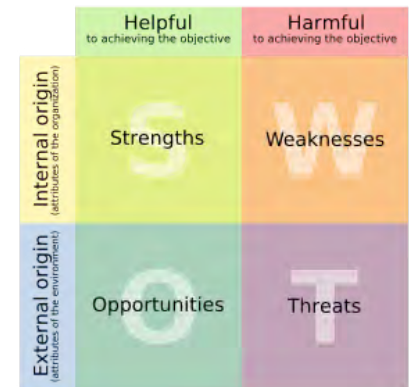 Helpful
to achieving the objective
Harmful
to achieving the objective
Internal origin
(attributes of the organization)
S
Strengths
W
Weaknesses
External origin
(attributes of the environment)
O
Opportunities
T
Threats